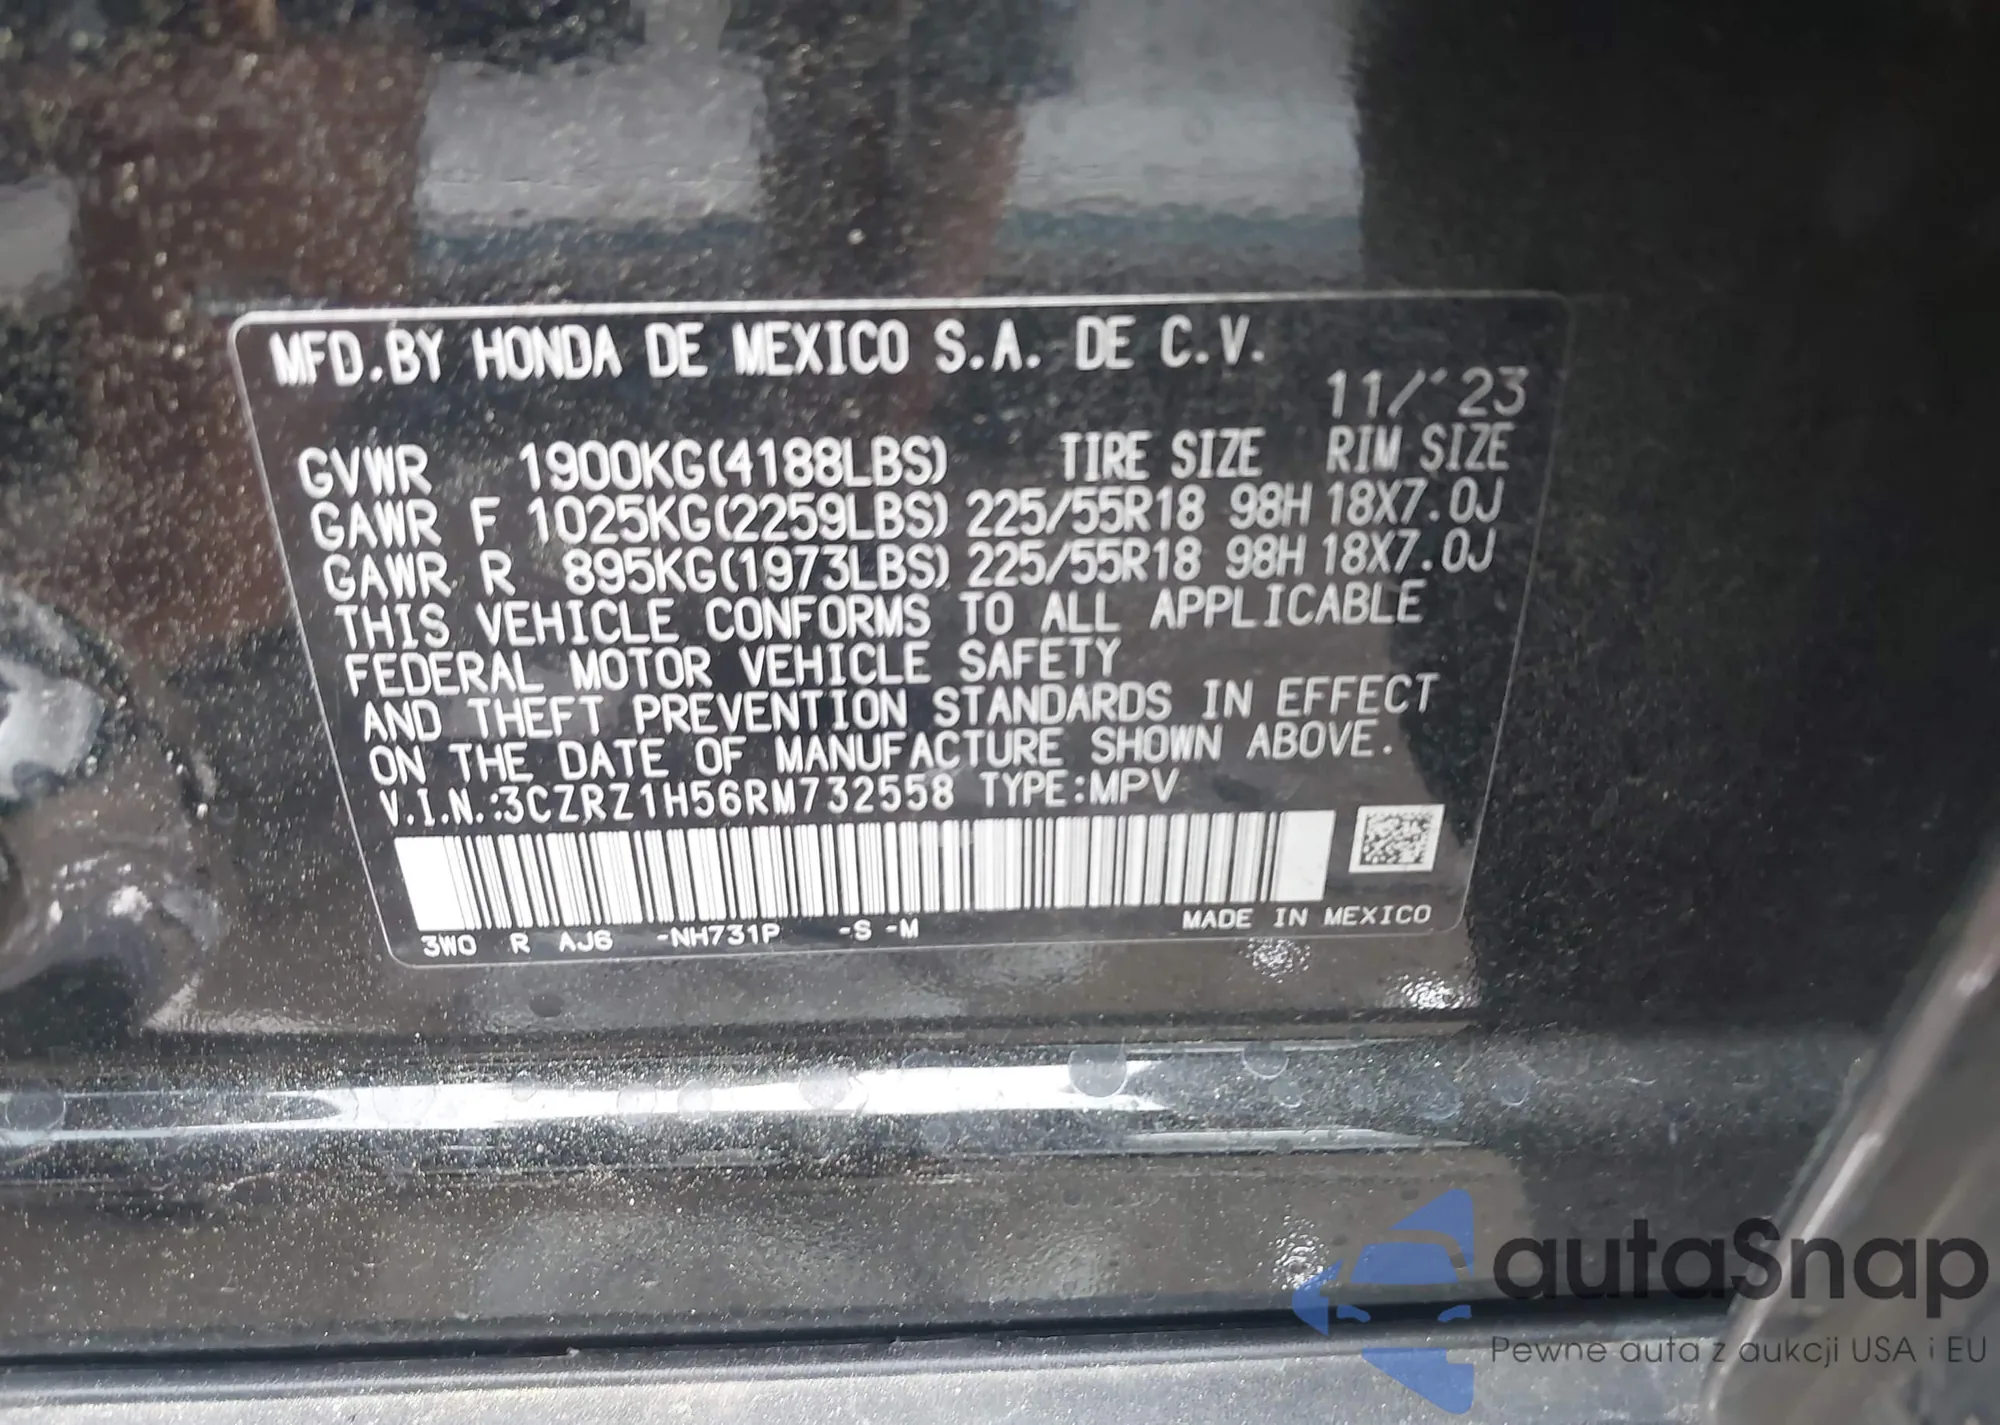 MFD.BY HONDA DE MEXICO S.A. DE C.V.
11/'23
GVWR 1900KG(4188LBS) TIRE SIZE RIM SIZE
GAWR F 1025KG(2259LBS) 225/55R18 98H 18X7.0J
GAWR R 895KG(1973LBS) 225/55R18 98H 18X7.0J
THIS VEHICLE CONFORMS TO ALL APPLICABLE
FEDERAL MOTOR VEHICLE SAFETY
AND THEFT PREVENTION STANDARDS IN EFFECT
ON THE DATE OF MANUFACTURE SHOWN ABOVE.
V.I.N.:3CZRZ1H56RM732558 TYPE:MPV
3W0 R AJ6 -NH731P -S -M MADE IN MEXICO
autaSnap
Pewne auta z aukcji USA i EU